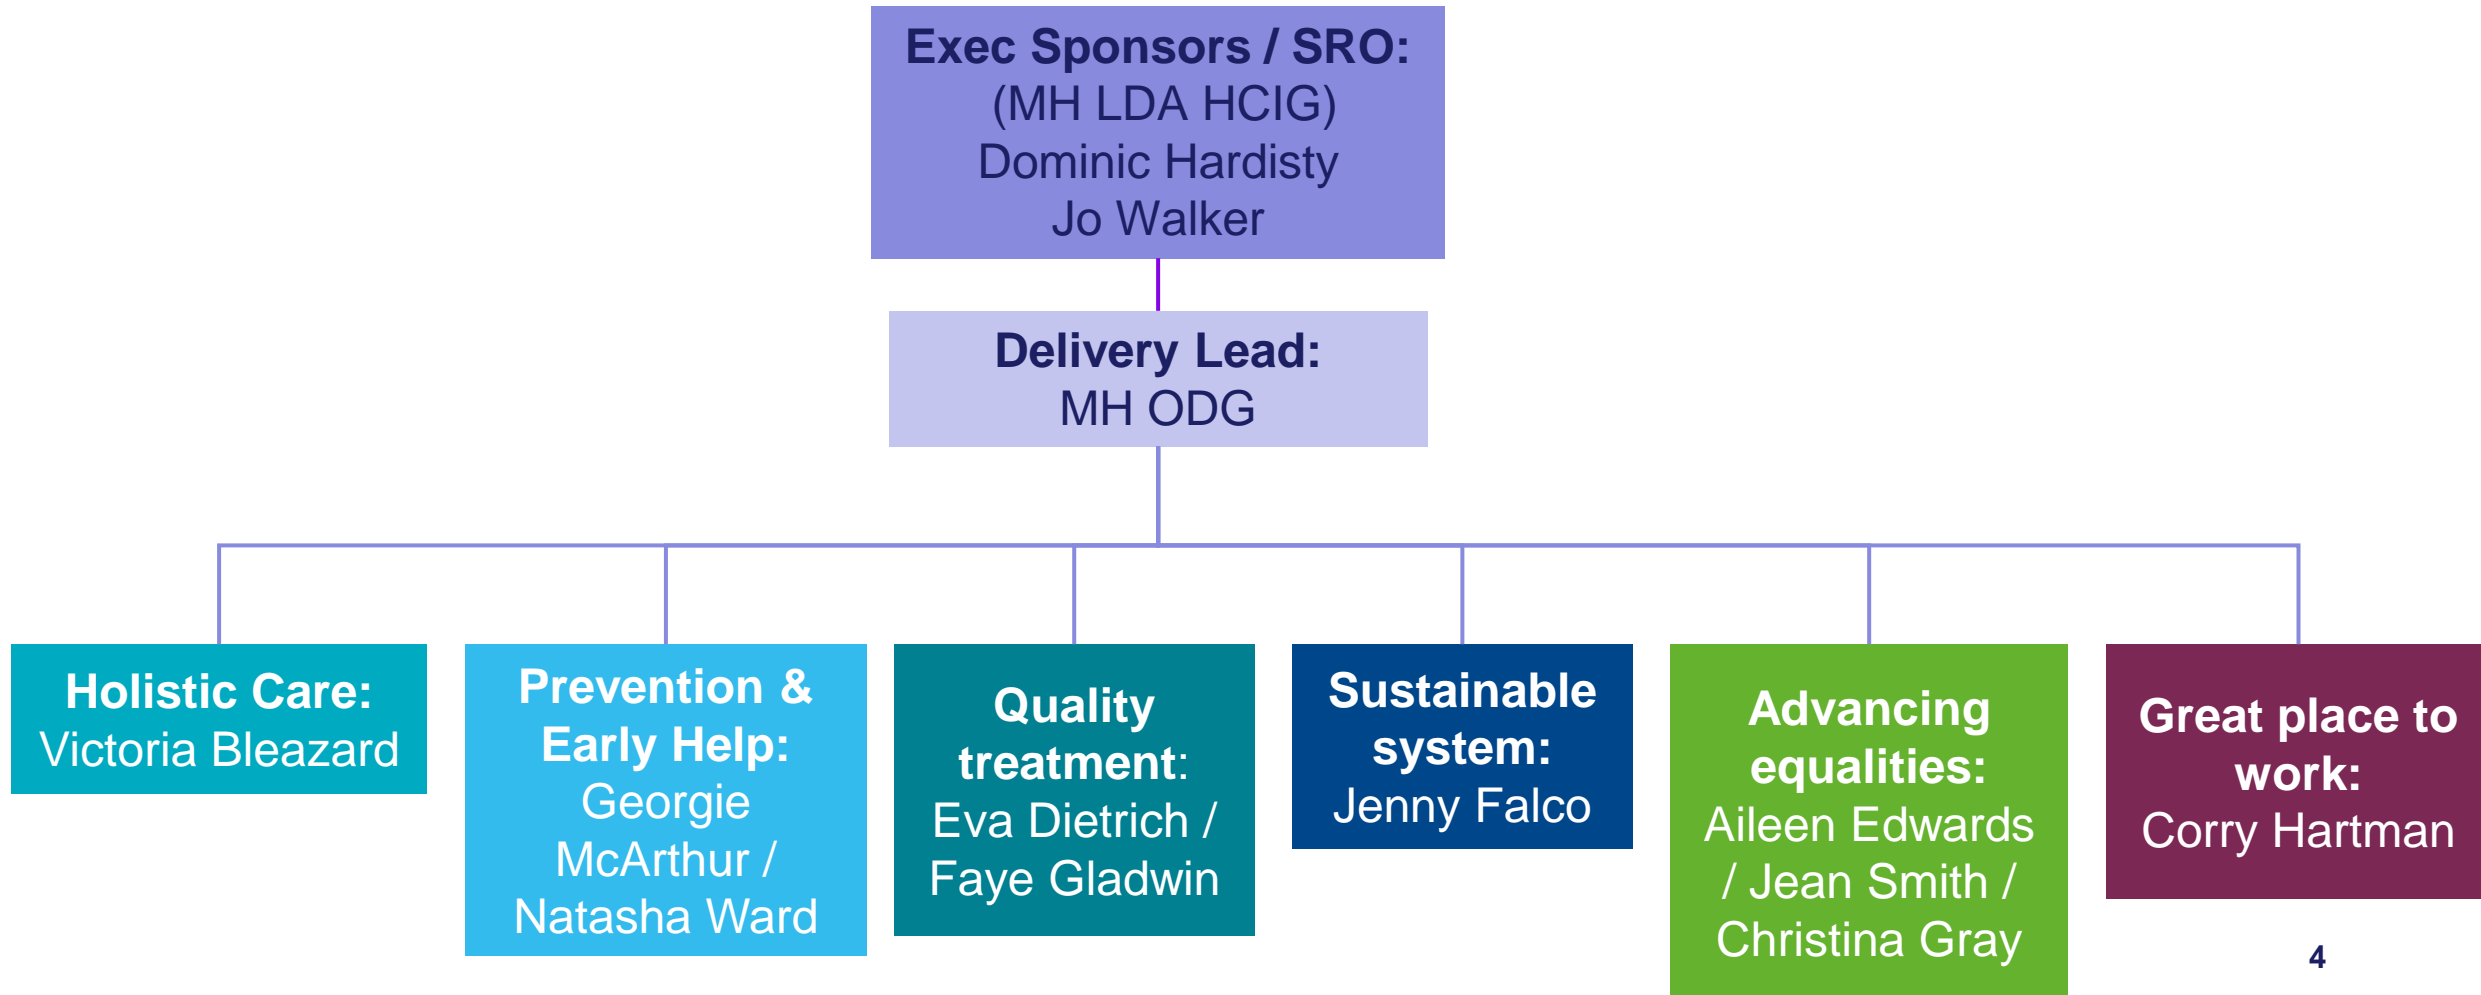 Exec Sponsors / SRO:
(MH LDA HCIG)
Dominic Hardisty
Jo Walker
Delivery Lead:
MH ODG
Holistic Care:
Victoria Bleazard
Prevention &
Early Help:
Georgie
McArthur /
Natasha Ward
Quality
treatment:
Eva Dietrich /
Faye Gladwin
Sustainable
system:
Jenny Falco
Advancing
equalities:
Aileen Edwards
/ Jean Smith /
Christina Gray
Great place to
work:
Corry Hartman
4